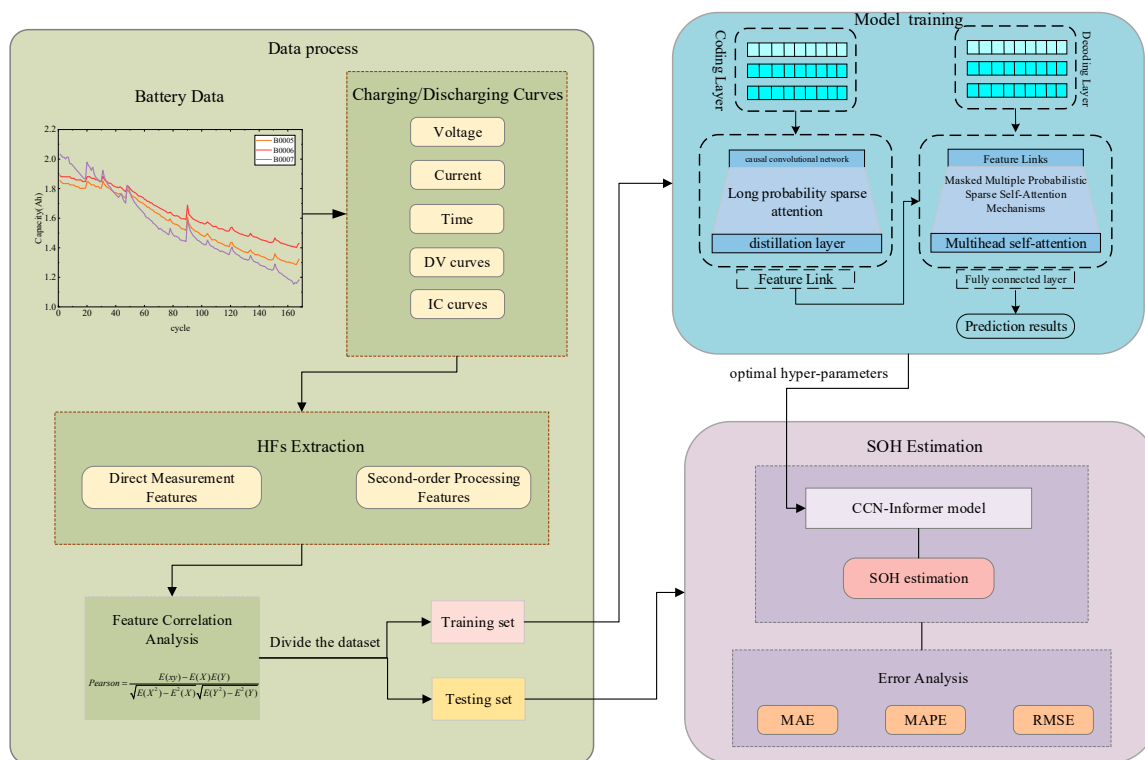 Data process
Battery Data
B0005
B0006
B0007
2.2
2.0
1.8
1.6
1.4
1.2
1.0
Capacity(Ah)
0 20 40 60 80 100 120 140 160
cycle
Charging/Discharging Curves
Voltage
Current
Time
DV curves
IC curves
HFs Extraction
Direct Measurement
Features
Second-order Processing
Features
Feature Correlation
Analysis
Pearson = E(xy) − E(X)E(Y) / √E(X²) − E²(X) √E(Y²) − E²(Y)
Divide the dataset
Training set
Testing set
Model training
Coding Layer
Decoding Layer
causal convolutional network
Long probability sparse
attention
distillation layer
Feature Link
Feature Links
Masked Multiple Probabilistic
Sparse Self-Attention
Mechanisms
Multihead self-attention
Fully connected layer
Prediction results
optimal hyper-parameters
SOH Estimation
CCN-Informer model
SOH estimation
Error Analysis
MAE
MAPE
RMSE